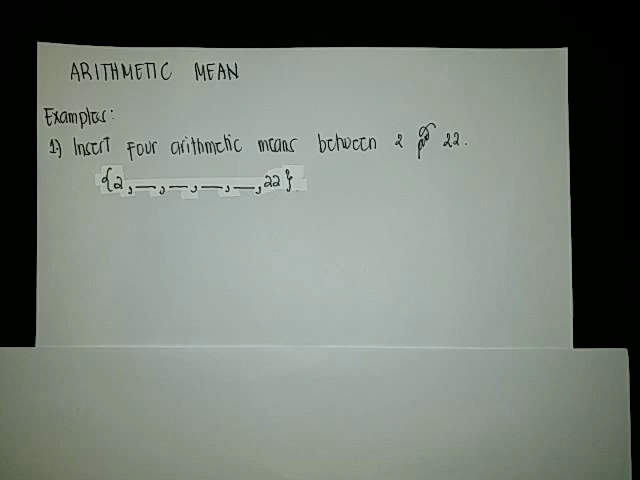 ARITHMETIC MEAN
Examples:
1.) Insert four arithmetic means between 2 & 22.
{2, __, __, __, __, 22}